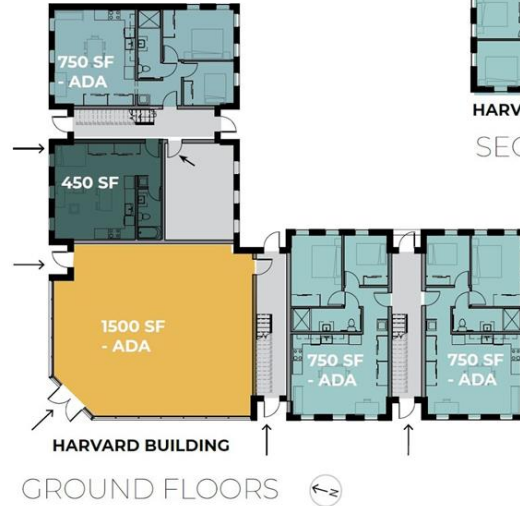 750 SF
- ADA
HARV
SEC
450 SF
1500 SF
- ADA
750 SF
- ADA
750 SF
- ADA
HARVARD BUILDING
GROUND FLOORS
N